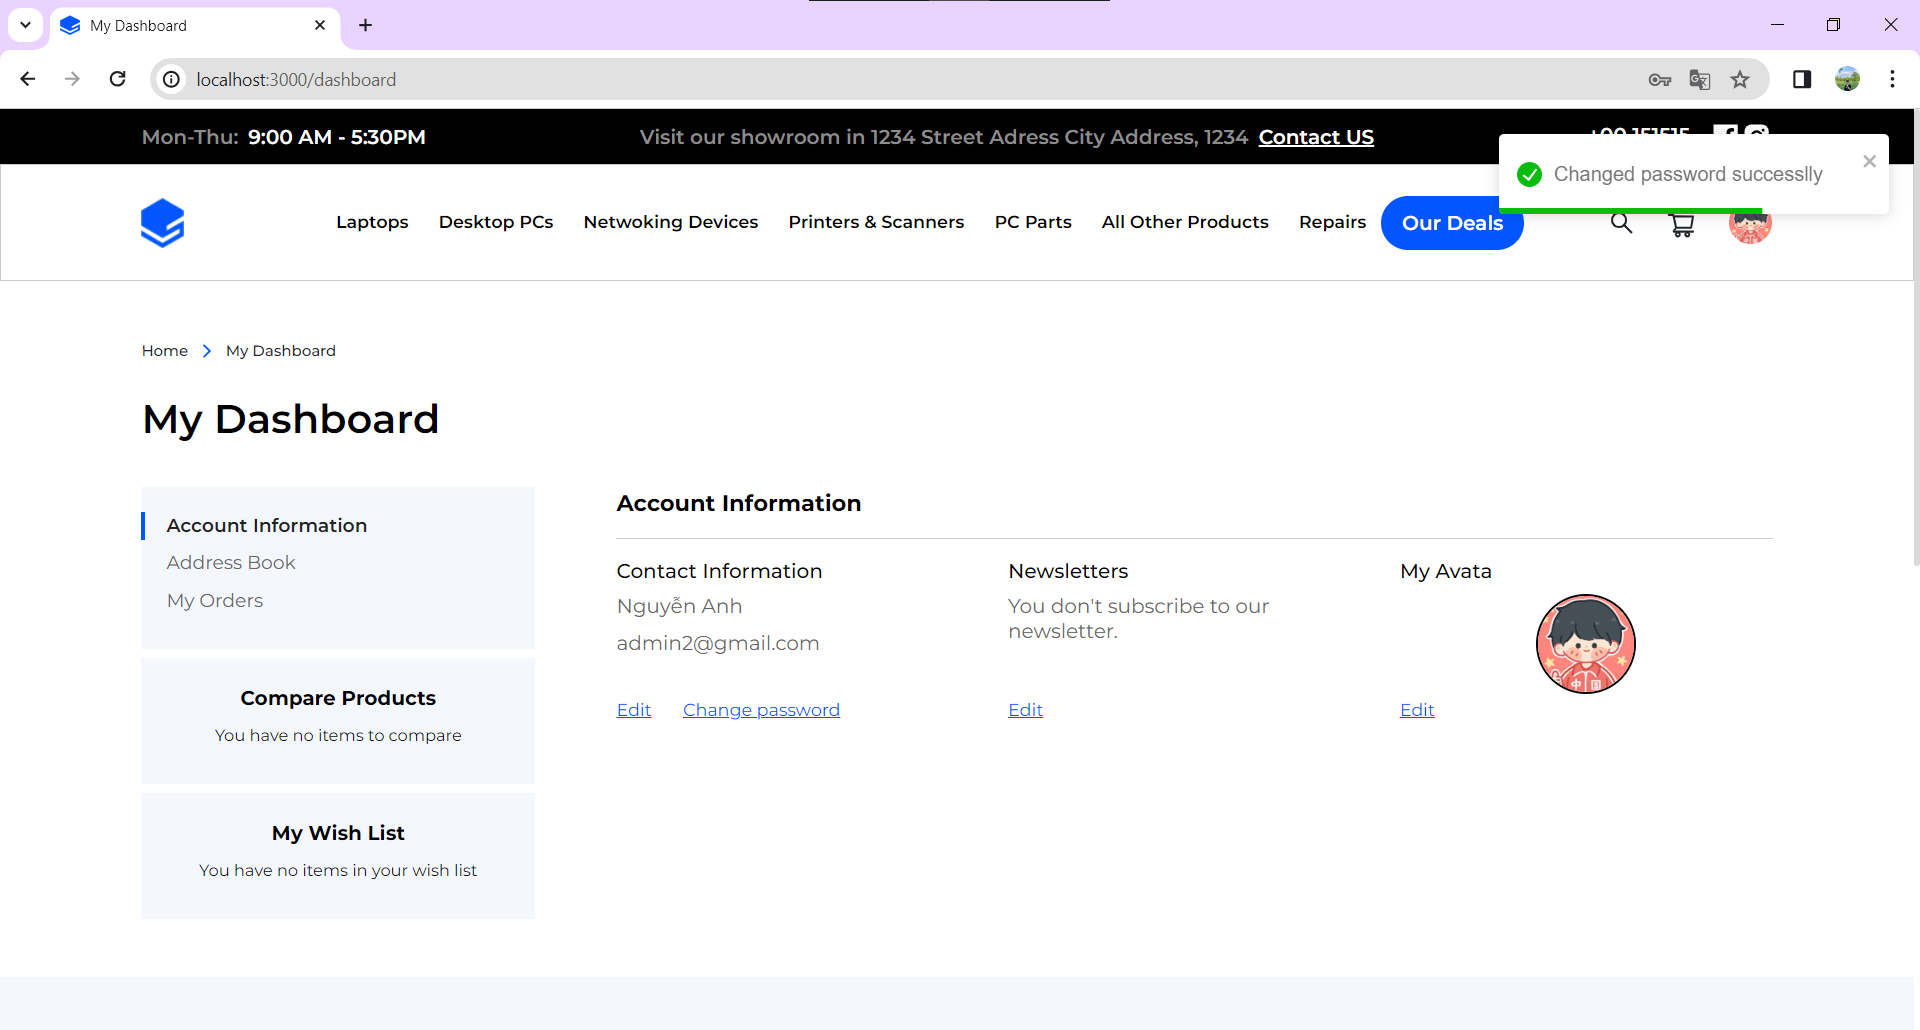 My Dashboard
localhost:3000/dashboard
Mon-Thu: 9:00 AM - 5:30PM
Visit our showroom in 1234 Street Adress City Address, 1234 Contact US
+00 151515
Changed password successlly
Laptops
Desktop PCs
Netwoking Devices
Printers & Scanners
PC Parts
All Other Products
Repairs
Our Deals
Home
My Dashboard
My Dashboard
Account Information
Address Book
My Orders
Compare Products
You have no items to compare
My Wish List
You have no items in your wish list
Account Information
Contact Information
Nguyễn Anh
admin2@gmail.com
Edit
Change password
Newsletters
You don't subscribe to our
newsletter.
Edit
My Avata
中国
Edit